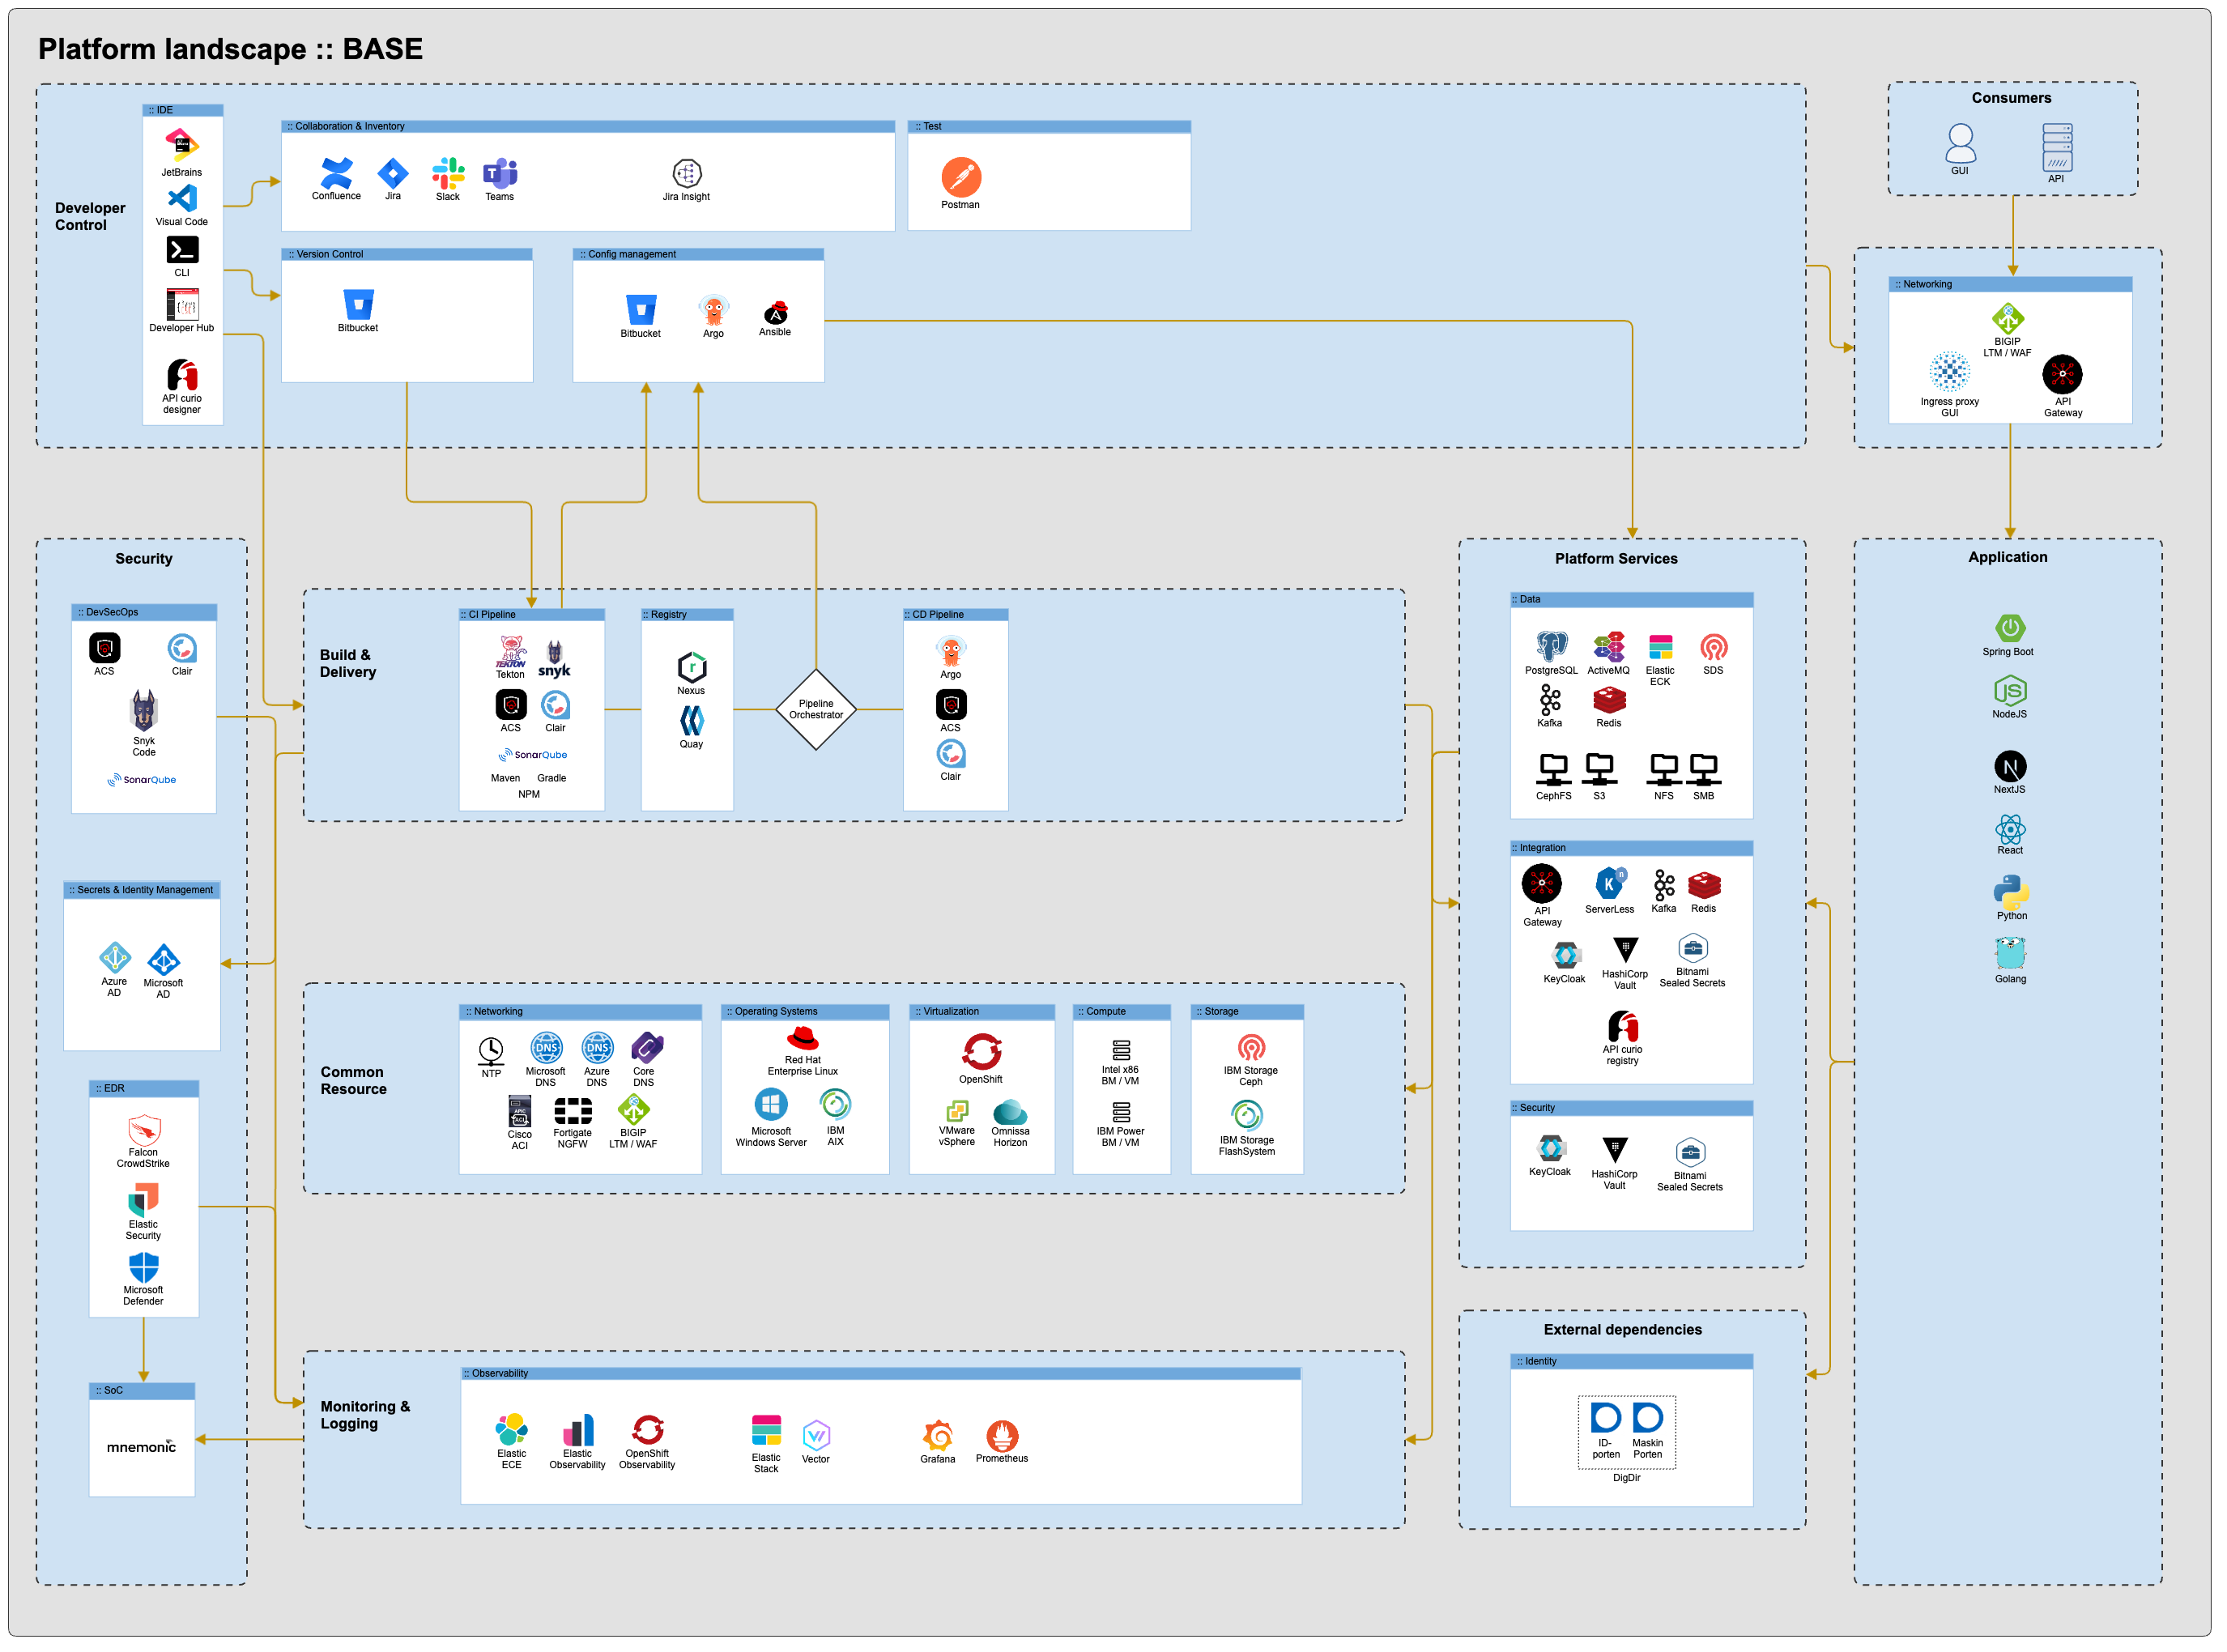 Platform landscape :: BASE
Developer
Control
:: IDE
JetBrains
Visual Code
CLI
Developer Hub
API curio
designer
:: Collaboration & Inventory
Confluence
Jira
Slack
Teams
Jira Insight
:: Test
Postman
:: Version Control
Bitbucket
:: Config management
Bitbucket
Argo
Ansible
Consumers
GUI
API
:: Networking
BIGIP
LTM / WAF
Ingress proxy
GUI
API
Gateway
Security
:: DevSecOps
ACS
Clair
Snyk
Code
SonarQube
:: Secrets & Identity Management
Azure
AD
Microsoft
AD
:: EDR
Falcon
CrowdStrike
Elastic
Security
Microsoft
Defender
:: SoC
mnemonic
Build &
Delivery
:: CI Pipeline
TEKTON
Tekton
snyk
ACS
Clair
SonarQube
Maven
Gradle
NPM
:: Registry
Nexus
Quay
Pipeline
Orchestrator
:: CD Pipeline
Argo
ACS
Clair
Common
Resource
:: Networking
NTP
DNS
Microsoft
DNS
DNS
Azure
DNS
Core
DNS
APIC
ACI
Cisco
ACI
Fortigate
NGFW
BIGIP
LTM / WAF
:: Operating Systems
Red Hat
Enterprise Linux
Microsoft
Windows Server
IBM
AIX
:: Virtualization
OpenShift
VMware
vSphere
Omnissa
Horizon
:: Compute
Intel x86
BM / VM
IBM Power
BM / VM
:: Storage
IBM Storage
Ceph
IBM Storage
FlashSystem
Monitoring &
Logging
:: Observability
Elastic
ECE
Elastic
Observability
OpenShift
Observability
Elastic
Stack
Vector
Grafana
Prometheus
Platform Services
:: Data
PostgreSQL
ActiveMQ
Elastic
ECK
SDS
Kafka
Redis
CephFS
S3
NFS
SMB
:: Integration
API
Gateway
ServerLess
Kafka
Redis
KeyCloak
HashiCorp
Vault
Bitnami
Sealed Secrets
API curio
registry
:: Security
KeyCloak
HashiCorp
Vault
Bitnami
Sealed Secrets
External dependencies
:: Identity
ID-
porten
Maskin
Porten
DigDir
Application
Spring Boot
NodeJS
NextJS
React
Python
Golang